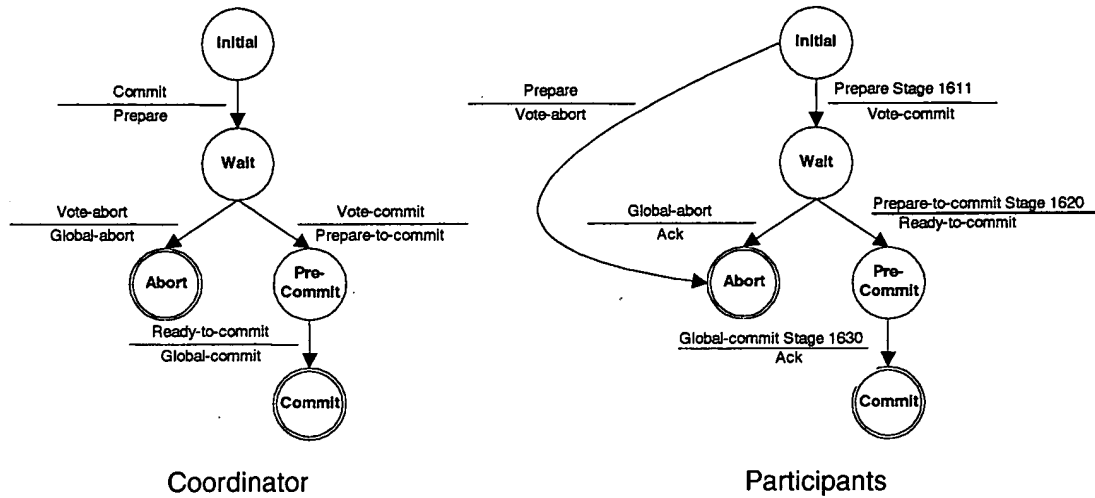 Initial
Commit
Prepare
Wait
Vote-abort
Global-abort
Vote-commit
Prepare-to-commit
Abort
Pre-
Commit
Ready-to-commit
Global-commit
Commit
Coordinator
Initial
Prepare
Vote-abort
Prepare Stage 1611
Vote-commit
Wait
Global-abort
Ack
Prepare-to-commit Stage 1620
Ready-to-commit
Abort
Pre-
Commit
Global-commit Stage 1630
Ack
Commit
Participants